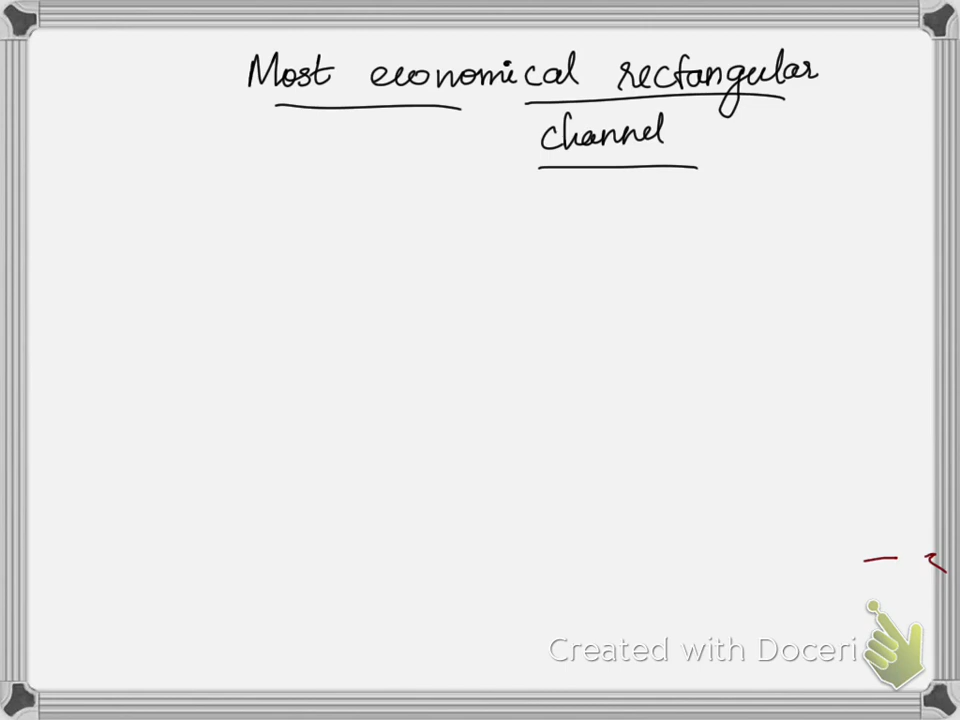 Most economical rectangular
channel
Created with Doceri